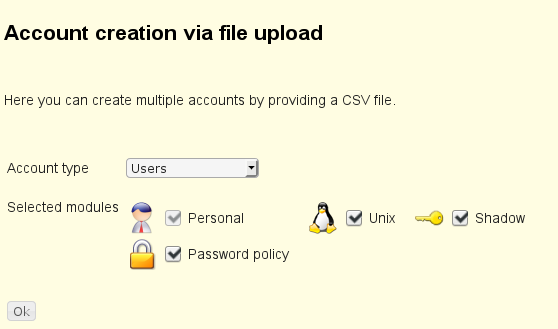 Account creation via file upload
Here you can create multiple accounts by providing a CSV file.
Account type Users
Selected modules Personal Unix Shadow
Password policy
Ok